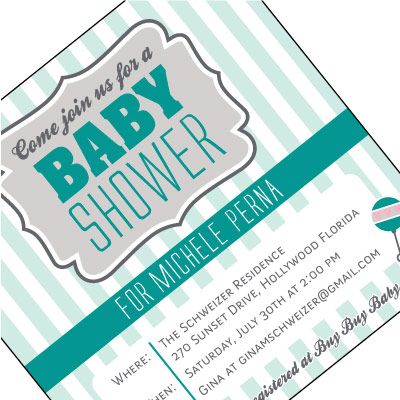 Come join us for a
BABY
SHOWER
FOR MICHELE PERNA
WHERE: THE SCHWEIZER RESIDENCE
270 SUNSET DRIVE, HOLLYWOOD FLORIDA
WHEN: SATURDAY, JULY 30TH AT 2:00 PM
GINA AT GINAMSCHWEIZER@GMAIL.COM
registered at Buy Buy Baby